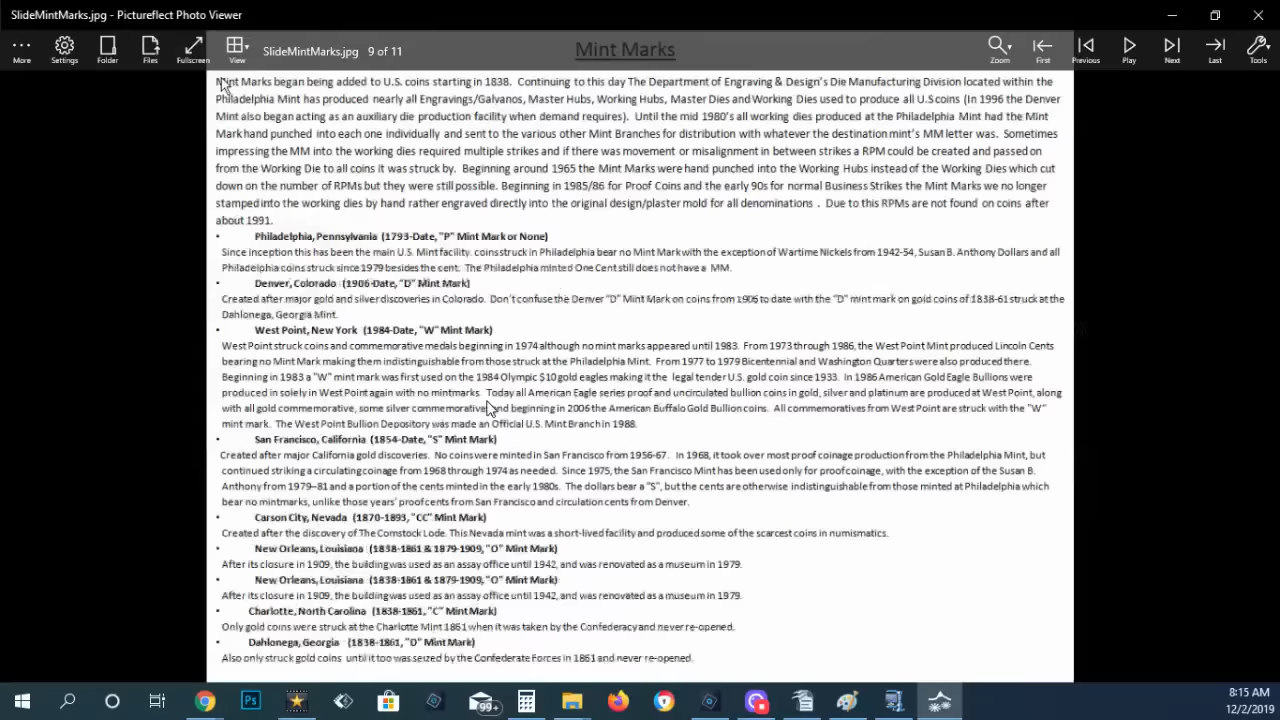 SlideMintMarks.jpg - Pictureflect Photo Viewer
More
Settings
Folder
Files
Fullscreen
View
SlideMintMarks.jpg 9 of 11
Mint Marks
Zoom
First
Previous
Play
Next
Last
Tools
Mint Marks began being added to U.S. coins starting in 1838. Continuing to this day The Department of Engraving & Design's Die Manufacturing Division located within the
Philadelphia Mint has produced nearly all Engravings/Galvanos, Master Hubs, Working Hubs, Master Dies and Working Dies used to produce all U.S coins (In 1996 the Denver
Mint also began acting as an auxiliary die production facility when demand requires). Until the mid 1980's all working dies produced at the Philadelphia Mint had the Mint
Mark hand punched into each one individually and sent to the various other Mint Branches for distribution with whatever the destination mint's MM letter was. Sometimes
impressing the MM into the working dies required multiple strikes and if there was movement or misalignment in between strikes a RPM could be created and passed on
from the Working Die to all coins it was struck by. Beginning around 1965 the Mint Marks were hand punched into the Working Hubs instead of the Working Dies which cut
down on the number of RPMs but they were still possible. Beginning in 1985/86 for Proof Coins and the early 90s for normal Business Strikes the Mint Marks we no longer
stamped into the working dies by hand rather engraved directly into the original design/plaster mold for all denominations . Due to this RPMs are not found on coins after
about 1991.
• Philadelphia, Pennsylvania (1793-Date, "P" Mint Mark or None)
Since inception this has been the main U.S. Mint facility. coins struck in Philadelphia bear no Mint Mark with the exception of Wartime Nickels from 1942-54, Susan B. Anthony Dollars and all
Philadelphia coins struck since 1979 besides the cent. The Philadelphia minted One Cent still does not have a MM.
• Denver, Colorado (1906-Date, "D" Mint Mark)
Created after major gold and silver discoveries in Colorado. Don't confuse the Denver "D" Mint Mark on coins from 1906 to date with the "D" mint mark on gold coins of 1838-61 struck at the
Dahlonega, Georgia Mint.
• West Point, New York (1984-Date, "W" Mint Mark)
West Point struck coins and commemorative medals beginning in 1974 although no mint marks appeared until 1983. From 1973 through 1986, the West Point Mint produced Lincoln Cents
bearing no Mint Mark making them indistinguishable from those struck at the Philadelphia Mint. From 1977 to 1979 Bicentennial and Washington Quarters were also produced there.
Beginning in 1983 a "W" mint mark was first used on the 1984 Olympic $10 gold eagles making it the legal tender U.S. gold coin since 1933. In 1986 American Gold Eagle Bullions were
produced in solely in West Point again with no mintmarks. Today all American Eagle series proof and uncirculated bullion coins in gold, silver and platinum are produced at West Point, along
with all gold commemorative, some silver commemorative and beginning in 2006 the American Buffalo Gold Bullion coins. All commemoratives from West Point are struck with the "W"
mint mark. The West Point Bullion Depository was made an Official U.S. Mint Branch in 1988.
• San Francisco, California (1854-Date, "S" Mint Mark)
Created after major California gold discoveries. No coins were minted in San Francisco from 1956-67. In 1968, it took over most proof coinage production from the Philadelphia Mint, but
continued striking a circulating coinage from 1968 through 1974 as needed. Since 1975, the San Francisco Mint has been used only for proof coinage, with the exception of the Susan B.
Anthony from 1979–81 and a portion of the cents minted in the early 1980s. The dollars bear a "S", but the cents are otherwise indistinguishable from those minted at Philadelphia which
bear no mintmarks, unlike those years' proof cents from San Francisco and circulation cents from Denver.
• Carson City, Nevada (1870-1893, "CC" Mint Mark)
Created after the discovery of The Comstock Lode. This Nevada mint was a short-lived facility and produced some of the scarcest coins in numismatics.
• New Orleans, Louisiana (1838-1861 & 1879-1909, "O" Mint Mark)
After its closure in 1909, the building was used as an assay office until 1942, and was renovated as a museum in 1979.
• New Orleans, Louisiana (1838-1861 & 1879-1909, "O" Mint Mark)
After its closure in 1909, the building was used as an assay office until 1942, and was renovated as a museum in 1979.
• Charlotte, North Carolina (1838-1861, "C" Mint Mark)
Only gold coins were struck at the Charlotte Mint 1861 when it was taken by the Confederacy and never re-opened.
• Dahlonega, Georgia (1838-1861, "D" Mint Mark)
Also only struck gold coins until it too was seized by the Confederate Forces in 1861 and never re-opened.
Ps
99+
8:15 AM
12/2/2019